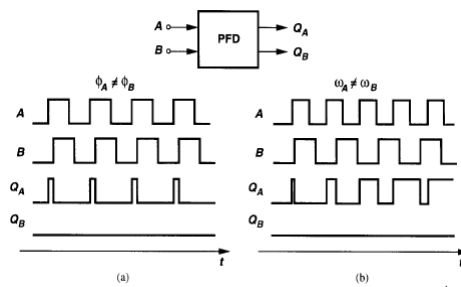 A PFD Q_A
B Q_B
ϕ_A ≠ ϕ_B ω_A ≠ ω_B
A A
B B
Q_A Q_A
Q_B Q_B
t t
(a) (b)